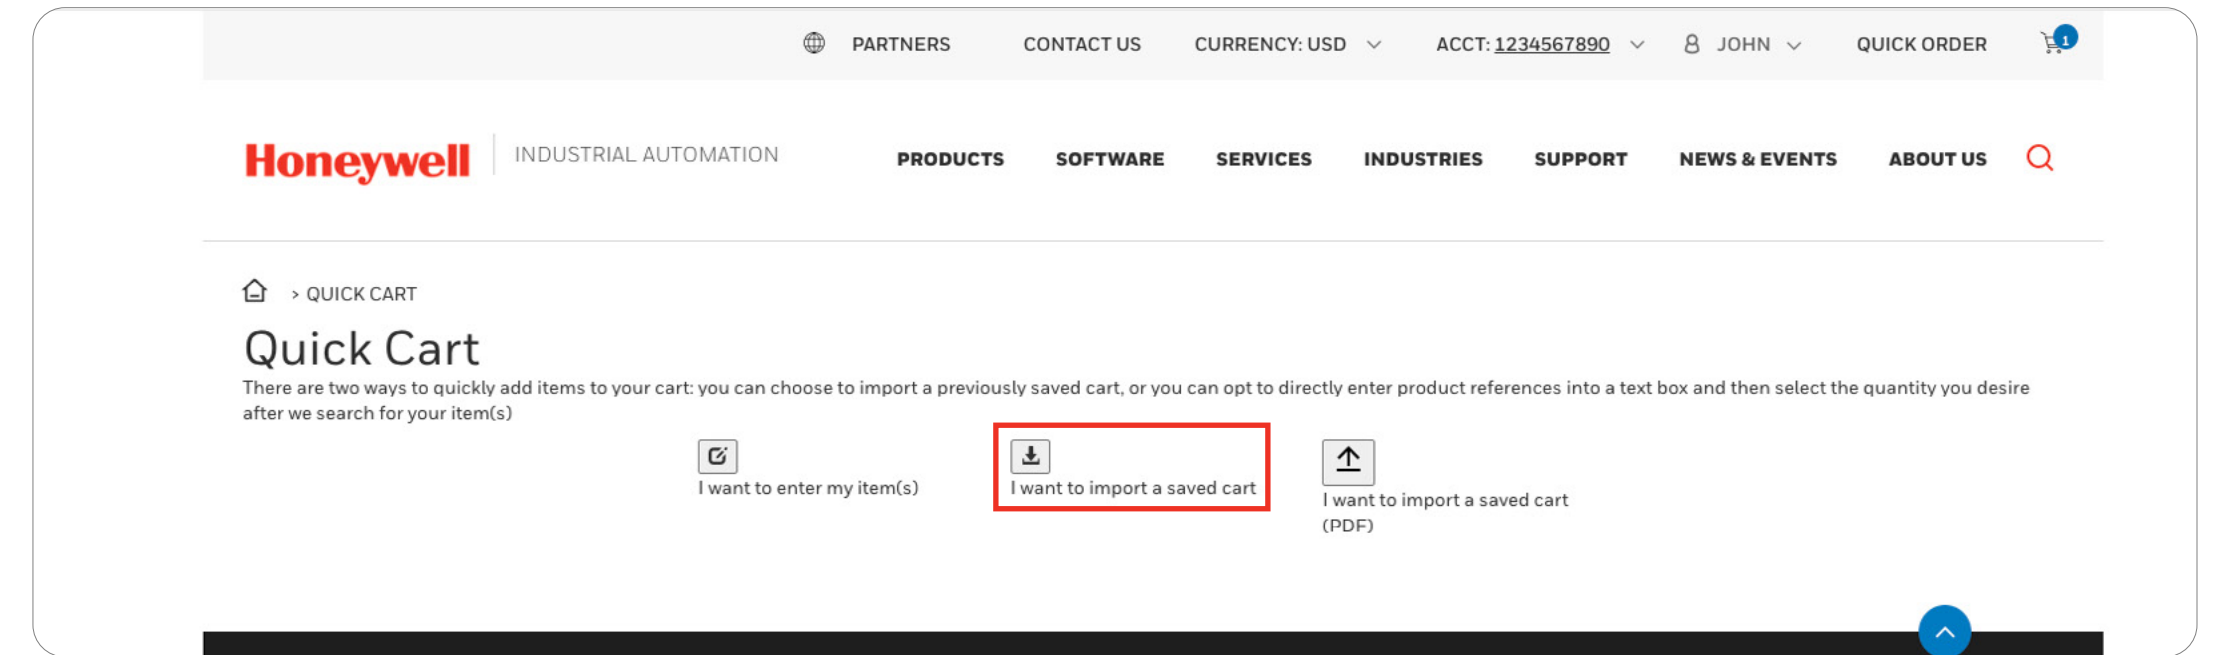 PARTNERS CONTACT US CURRENCY: USD ACCT: 1234567890 JOHN QUICK ORDER 1
Honeywell INDUSTRIAL AUTOMATION PRODUCTS SOFTWARE SERVICES INDUSTRIES SUPPORT NEWS & EVENTS ABOUT US
> QUICK CART
Quick Cart
There are two ways to quickly add items to your cart: you can choose to import a previously saved cart, or you can opt to directly enter product references into a text box and then select the quantity you desire
after we search for your item(s)
I want to enter my item(s) I want to import a saved cart I want to import a saved cart
(PDF)